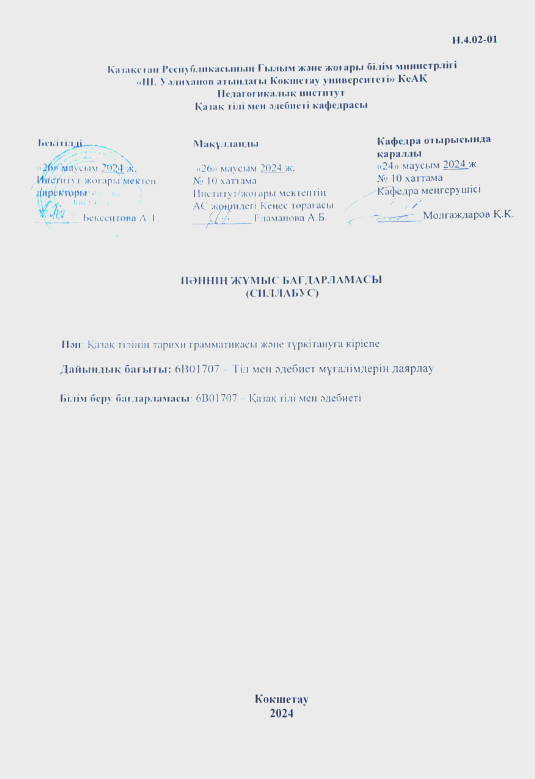 И.4.02-01
Қазақстан Республикасының Ғылым және жоғары білім министрлігі
«Ш. Уәлиханов атындағы Көкшетау университеті» КеАҚ
Педагогикалық институт
Қазақ тілі мен әдебиеті кафедрасы
Бекітілді
«26» маусым 2024 ж.
Институт жоғары мектеп
директоры
Бексеитова А.Т.
Мақұлданды
«26» маусым 2024 ж.
№ 10 хаттама
Институт/жоғары мектептің
АС жөніндегі Кеңес төрағасы
Еламанова А.Б.
Кафедра отырысында
қаралды
«24» маусым 2024 ж.
№ 10 хаттама
Кафедра меңгерушісі
Молғаждаров Қ.К.
ПӘННІҢ ЖҰМЫС БАҒДАРЛАМАСЫ
(СИЛЛАБУС)
Пән: Қазақ тілінің тарихи грамматикасы және түркітануға кіріспе
Дайындық бағыты: 6В01707 – Тіл мен әдебиет мұғалімдерін даярлау
Білім беру бағдарламасы: 6В01707 – Қазақ тілі мен әдебиеті
Көкшетау
2024